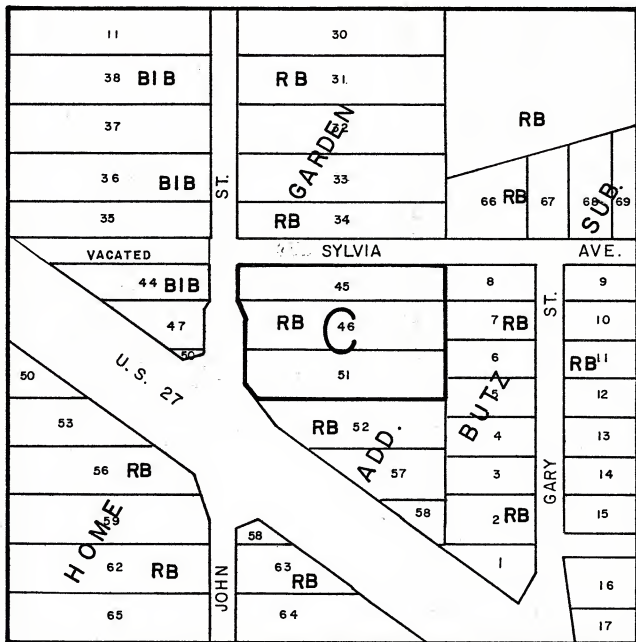 11
38 BIB
37
36 BIB
35
VACATED
44 BIB
47
50
ST.
30
RB 31
32
33
RB 34
GARDEN
SYLVIA AVE.
RB
66 RB 67 68 69
SUB.
45
RB C 46
51
RB 52
57
58
ADD.
8
7 RB
6
5
4
3
2 RB
1
BUTZ
ST.
GARY
9
10
RB 11
12
13
14
15
16
17
U.S. 27
50
53
56 RB
59
62 RB
65
HOME
JOHN
58
63 RB
64